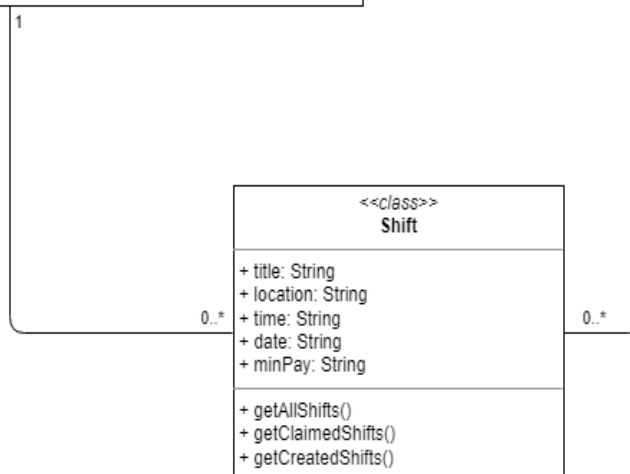 1
<<class>>
Shift
+ title: String
+ location: String
0..* + time: String 0..*
+ date: String
+ minPay: String
+ getAllShifts()
+ getClaimedShifts()
+ getCreatedShifts()